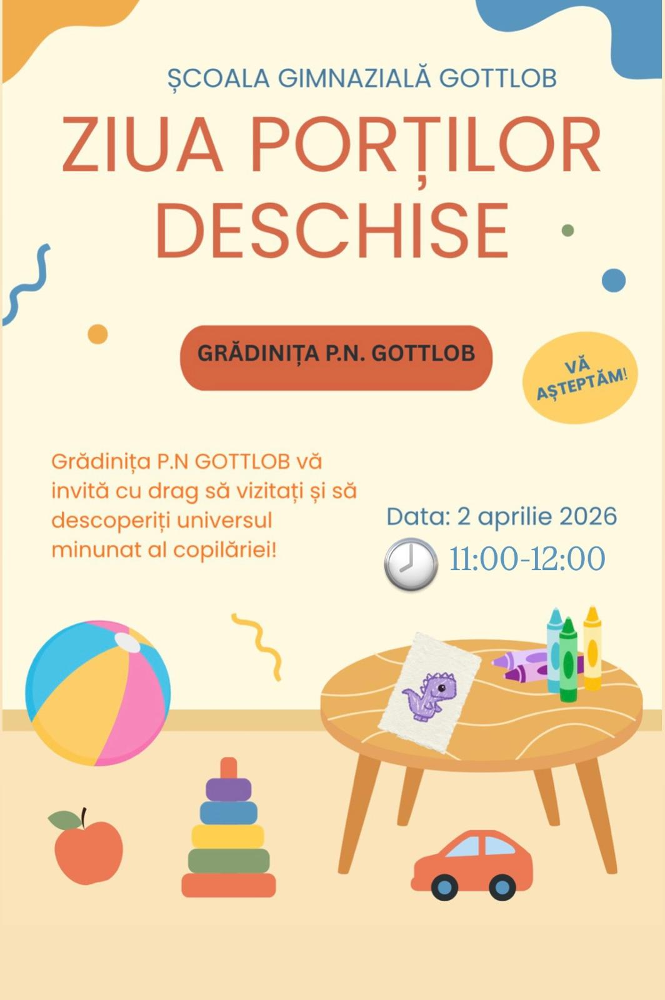 ȘCOALA GIMNAZIALĂ GOTTLOB
ZIUA PORȚILOR
DESCHISE
GRĂDINIȚA P.N. GOTTLOB
VĂ
AȘTEPTĂM!
Grădinița P.N GOTTLOB vă
invită cu drag să vizitați și să
descoperiți universul
minunat al copilăriei!
Data: 2 aprilie 2026
11:00-12:00